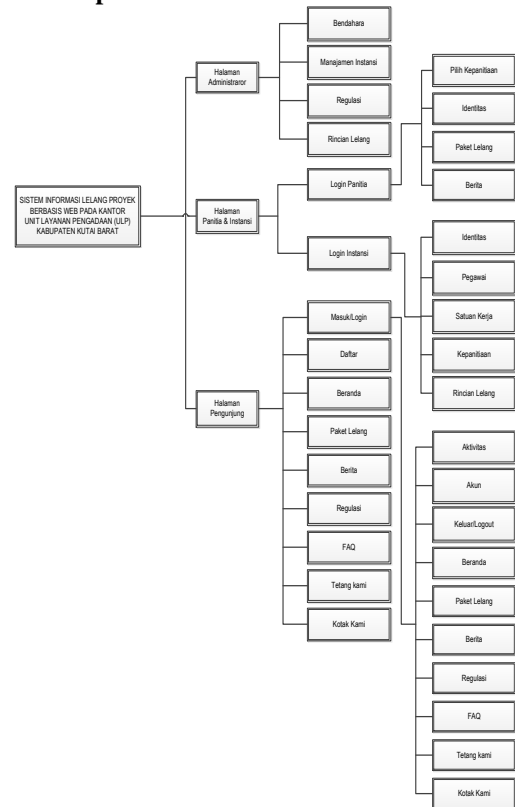 SISTEM INFORMASI LELANG PROYEK
BERBASIS WEB PADA KANTOR
UNIT LAYANAN PENGADAAN (ULP)
KABUPATEN KUTAI BARAT
Halaman
Administraror
Bendahara
Manajemen Instansi
Regulasi
Rincian Lelang
Halaman
Panitia & Instansi
Login Panitia
Pilih Kepanitiaan
Identitas
Paket Lelang
Berita
Login Instansi
Identitas
Pegawai
Satuan Kerja
Kepanitiaan
Rincian Lelang
Halaman
Pengunjung
Masuk/Login
Daftar
Beranda
Paket Lelang
Berita
Regulasi
FAQ
Tetang kami
Kotak Kami
Aktivitas
Akun
Keluar/Logout
Beranda
Paket Lelang
Berita
Regulasi
FAQ
Tetang kami
Kotak Kami